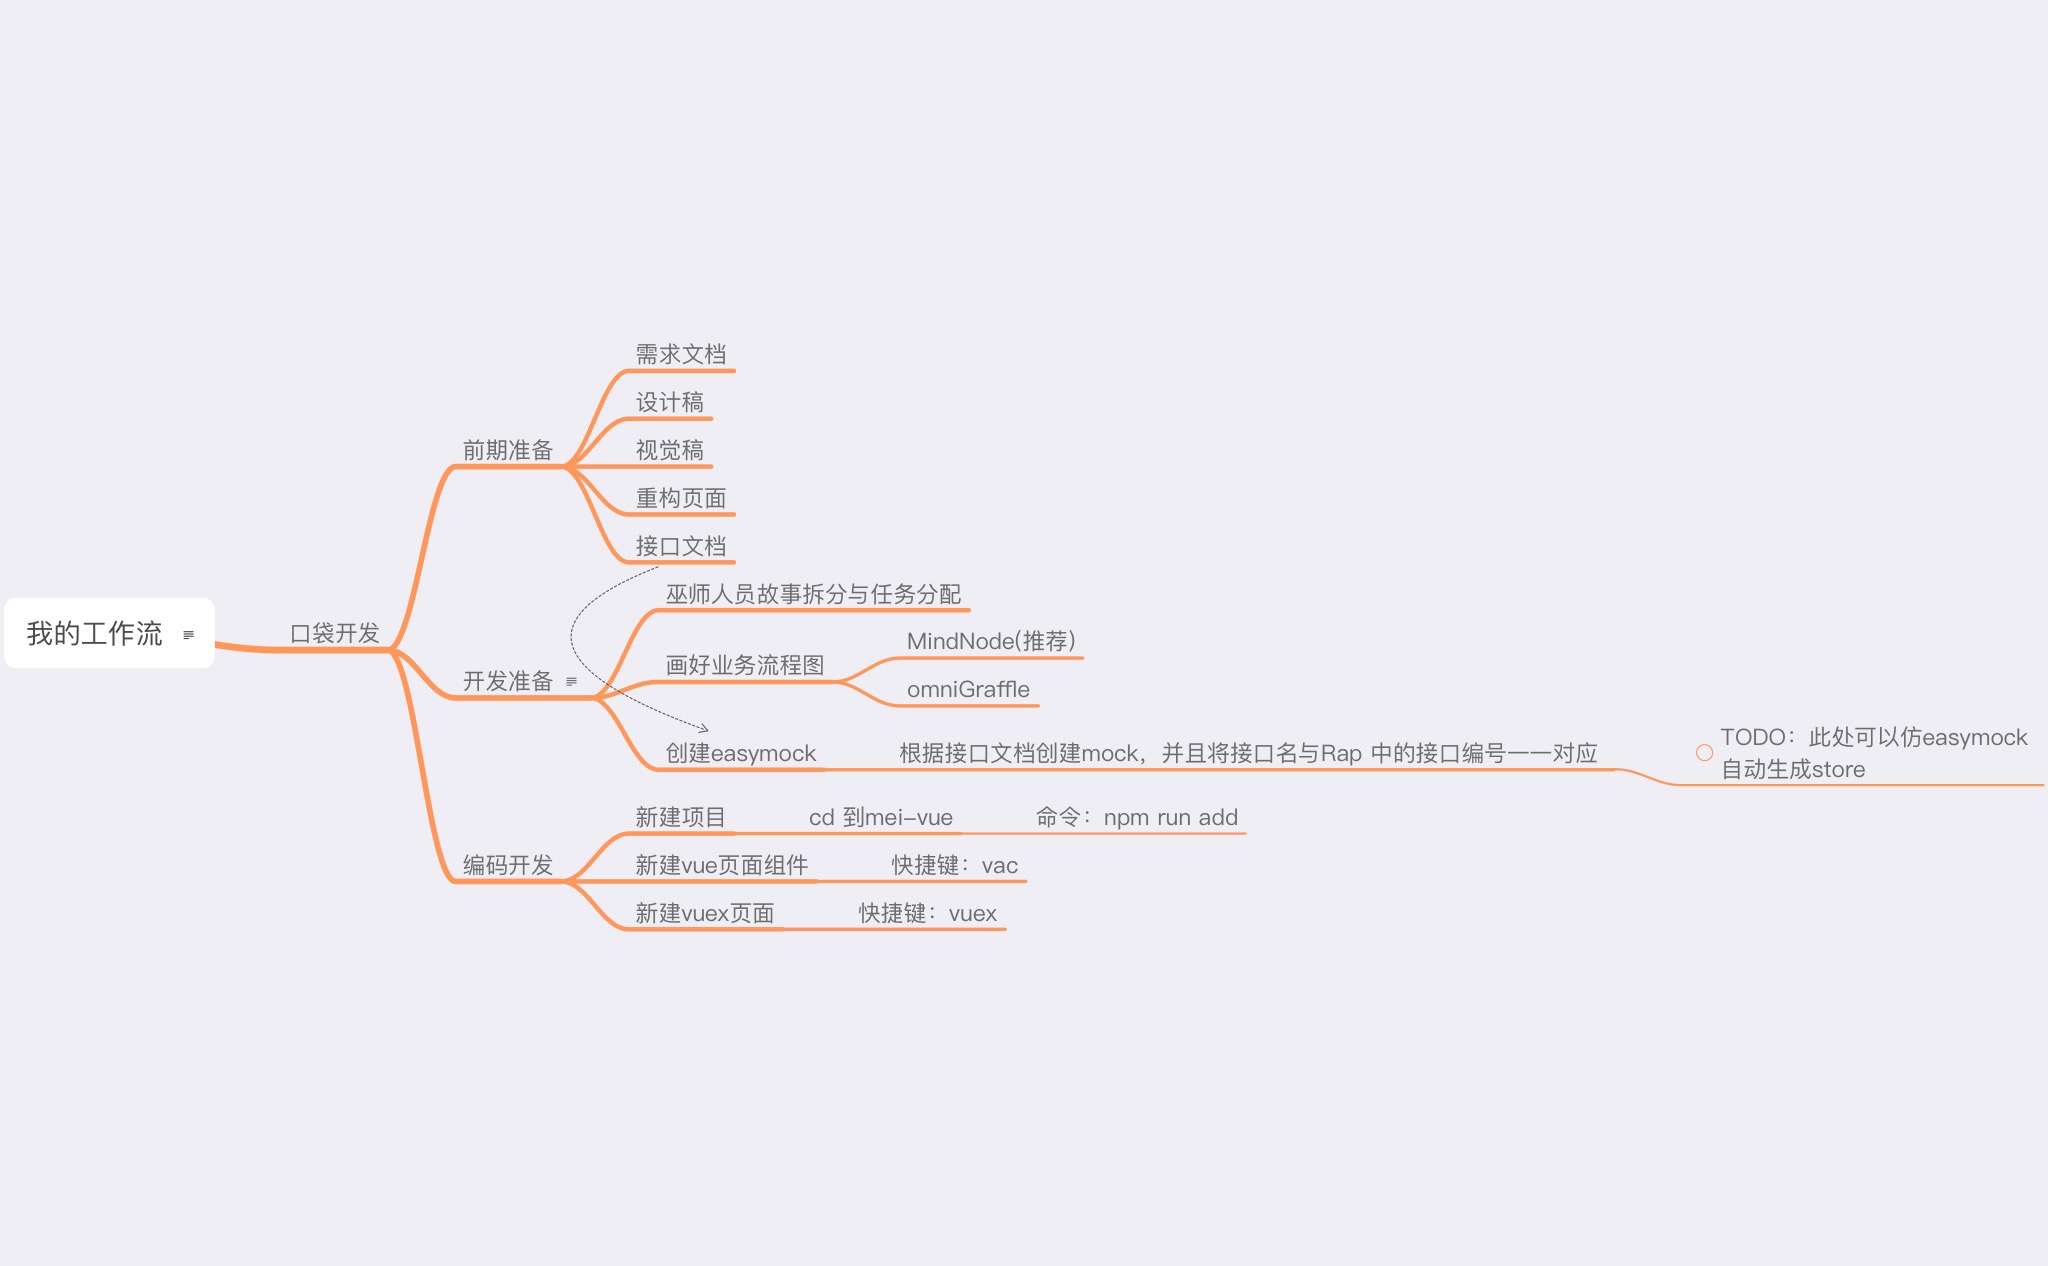 需求文档
设计稿
前期准备
视觉稿
重构页面
接口文档
巫师人员故事拆分与任务分配
我的工作流
口袋开发
MindNode(推荐)
画好业务流程图
开发准备
omniGraffle
创建easymock
根据接口文档创建mock，并且将接口名与Rap 中的接口编号一一对应
TODO：此处可以仿easymock
自动生成store
新建项目
cd 到mei-vue
命令：npm run add
编码开发
新建vue页面组件
快捷键：vac
新建vuex页面
快捷键：vuex